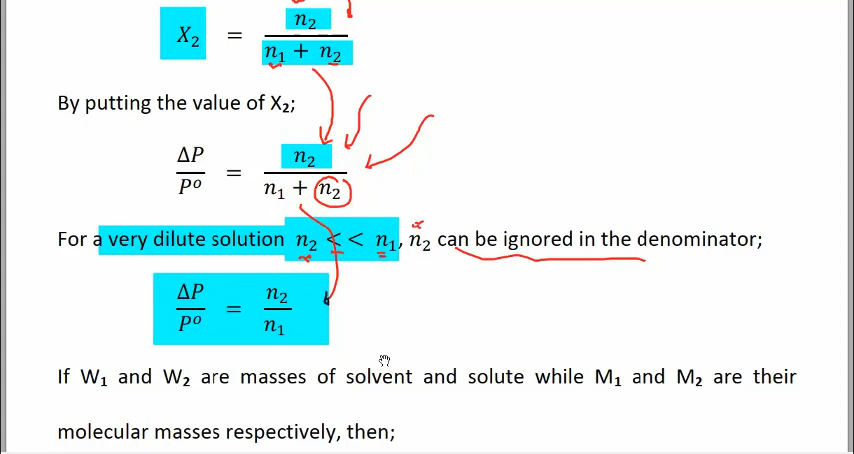 X₂ = n₂ / (n₁ + n₂)
By putting the value of X₂;
ΔP / Pᵒ = n₂ / (n₁ + n₂)
For a very dilute solution n₂ < < n₁, n₂ can be ignored in the denominator;
ΔP / Pᵒ = n₂ / n₁
If W₁ and W₂ are masses of solvent and solute while M₁ and M₂ are their
molecular masses respectively, then;